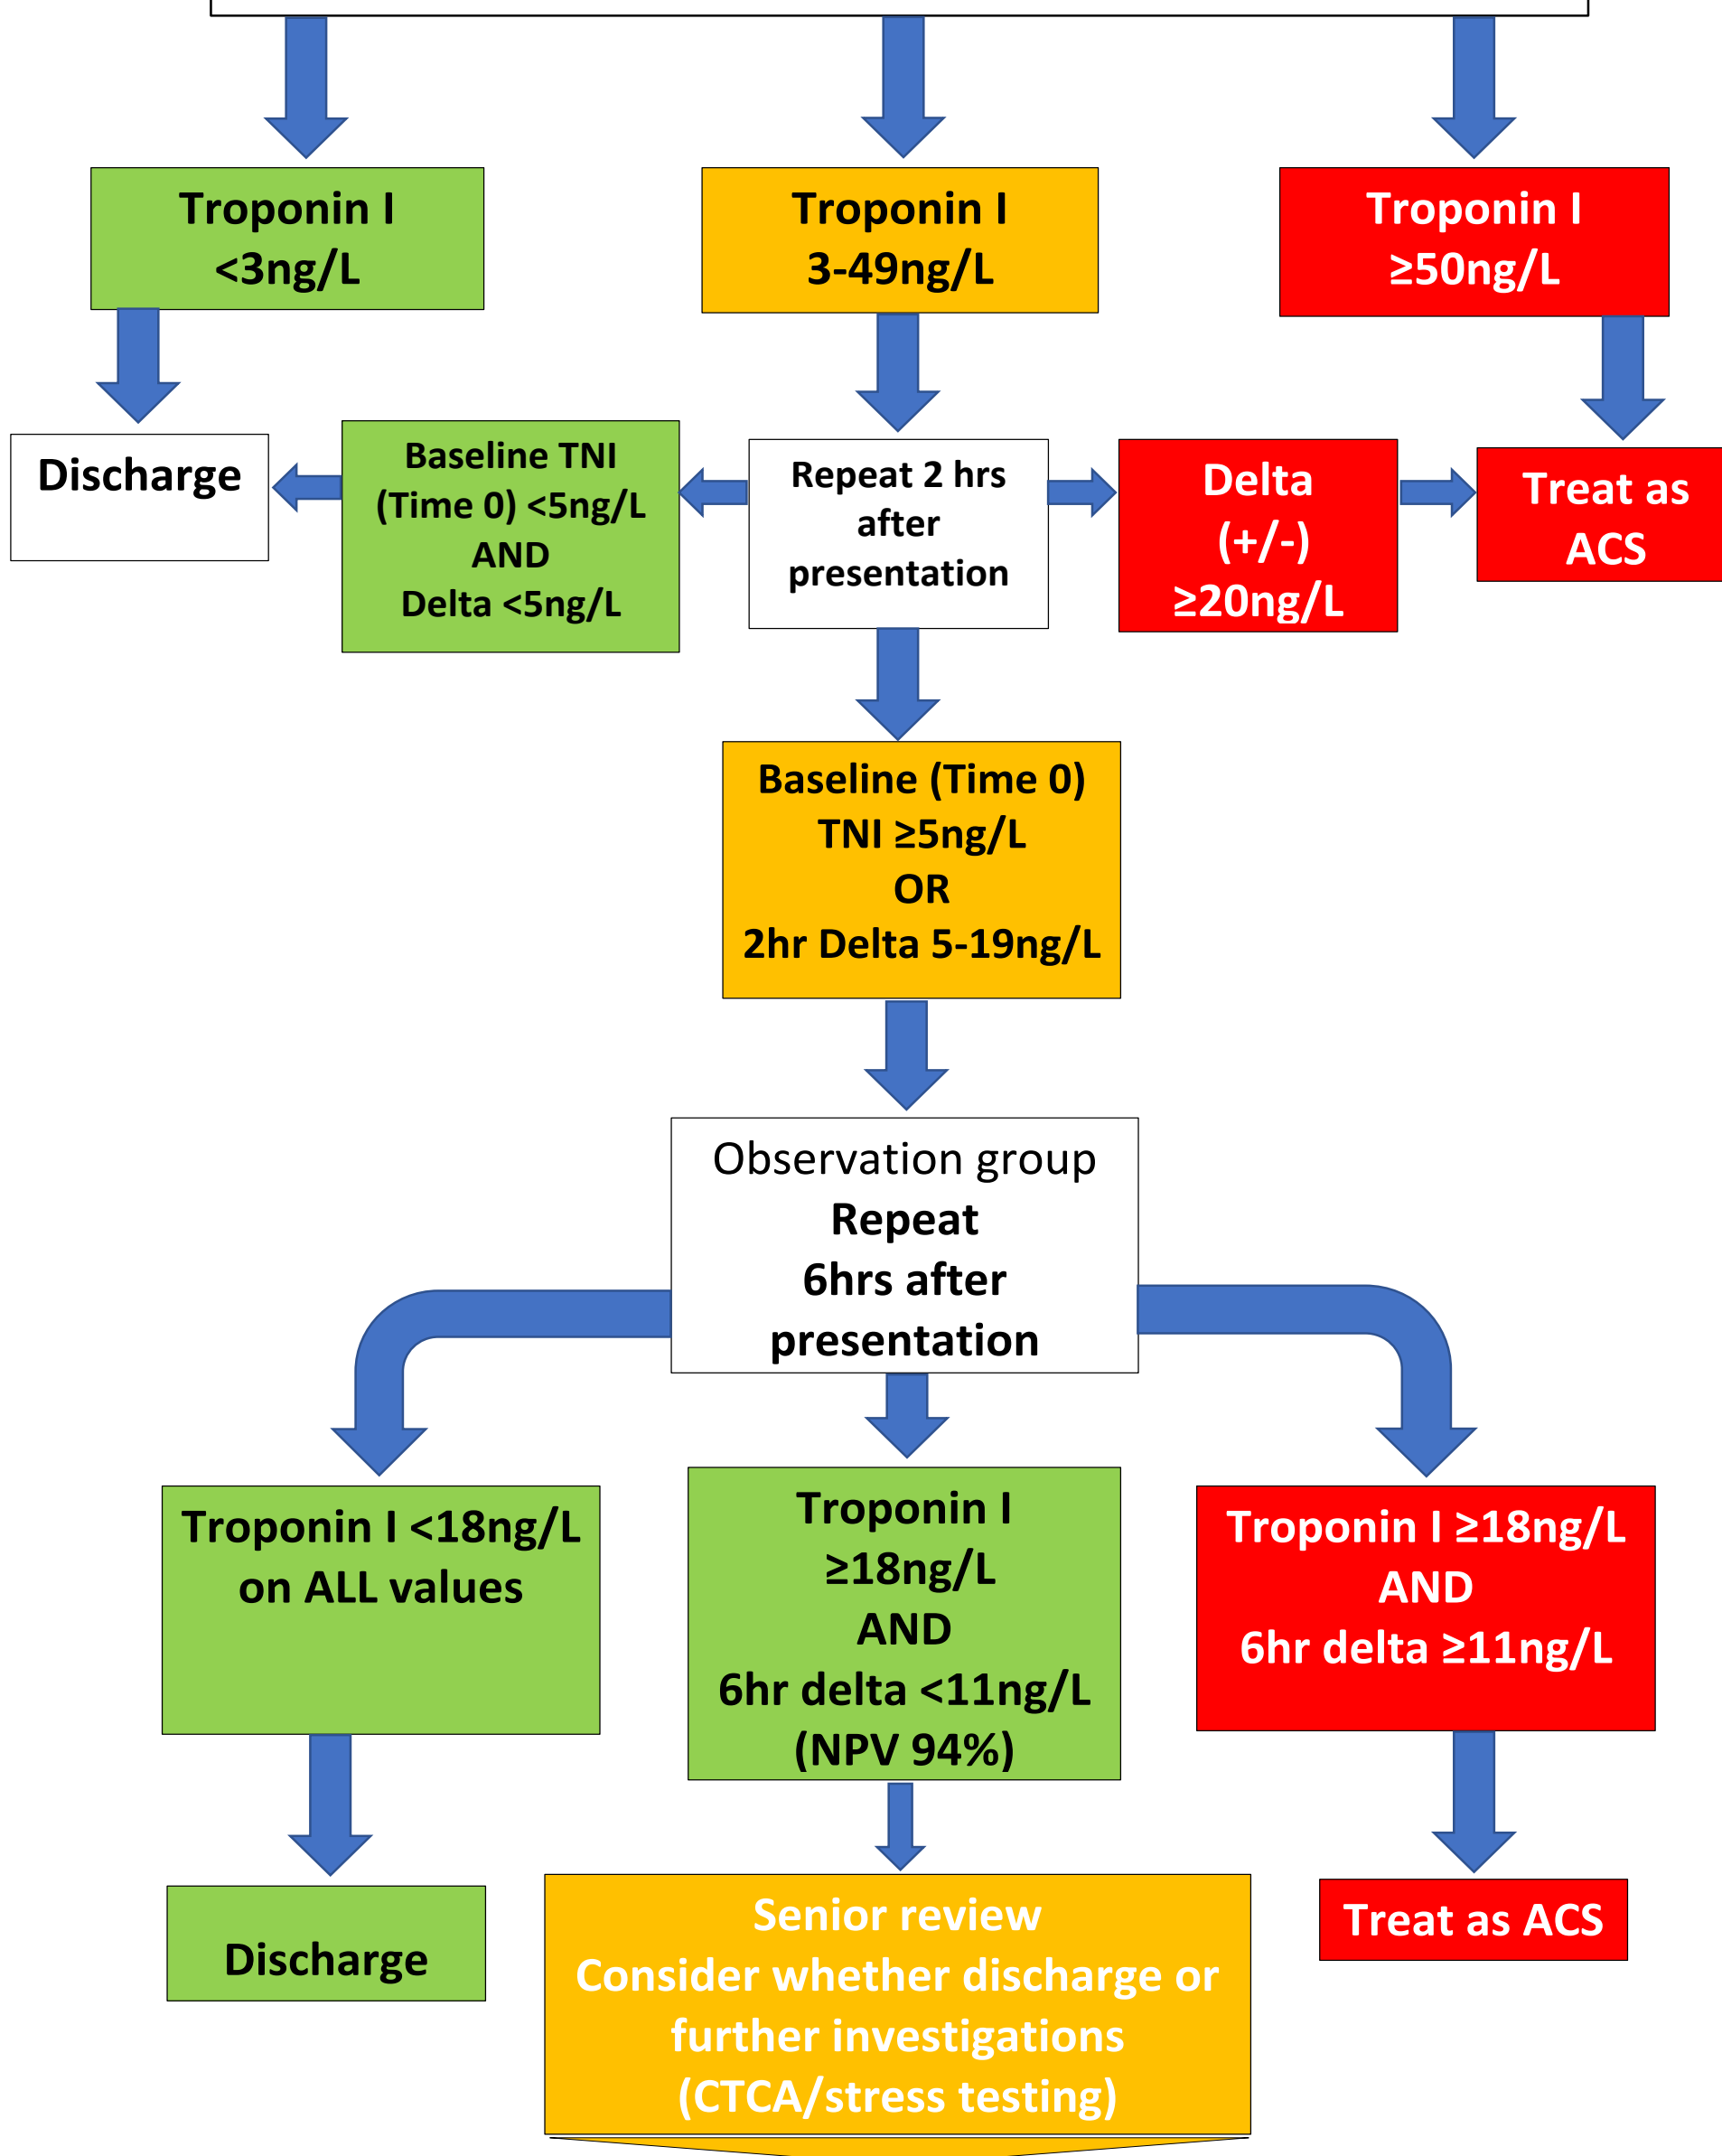 Troponin I
<3ng/L
Troponin I
3-49ng/L
Troponin I
≥50ng/L
Discharge
Baseline TNI
(Time 0) <5ng/L
AND
Delta <5ng/L
Repeat 2 hrs
after
presentation
Delta
(+/-)
≥20ng/L
Treat as
ACS
Baseline (Time 0)
TNI ≥5ng/L
OR
2hr Delta 5-19ng/L
Observation group
Repeat
6hrs after
presentation
Troponin I <18ng/L
on ALL values
Troponin I
≥18ng/L
AND
6hr delta <11ng/L
(NPV 94%)
Troponin I ≥18ng/L
AND
6hr delta ≥11ng/L
Discharge
Senior review
Consider whether discharge or
further investigations
(CTCA/stress testing)
Treat as ACS